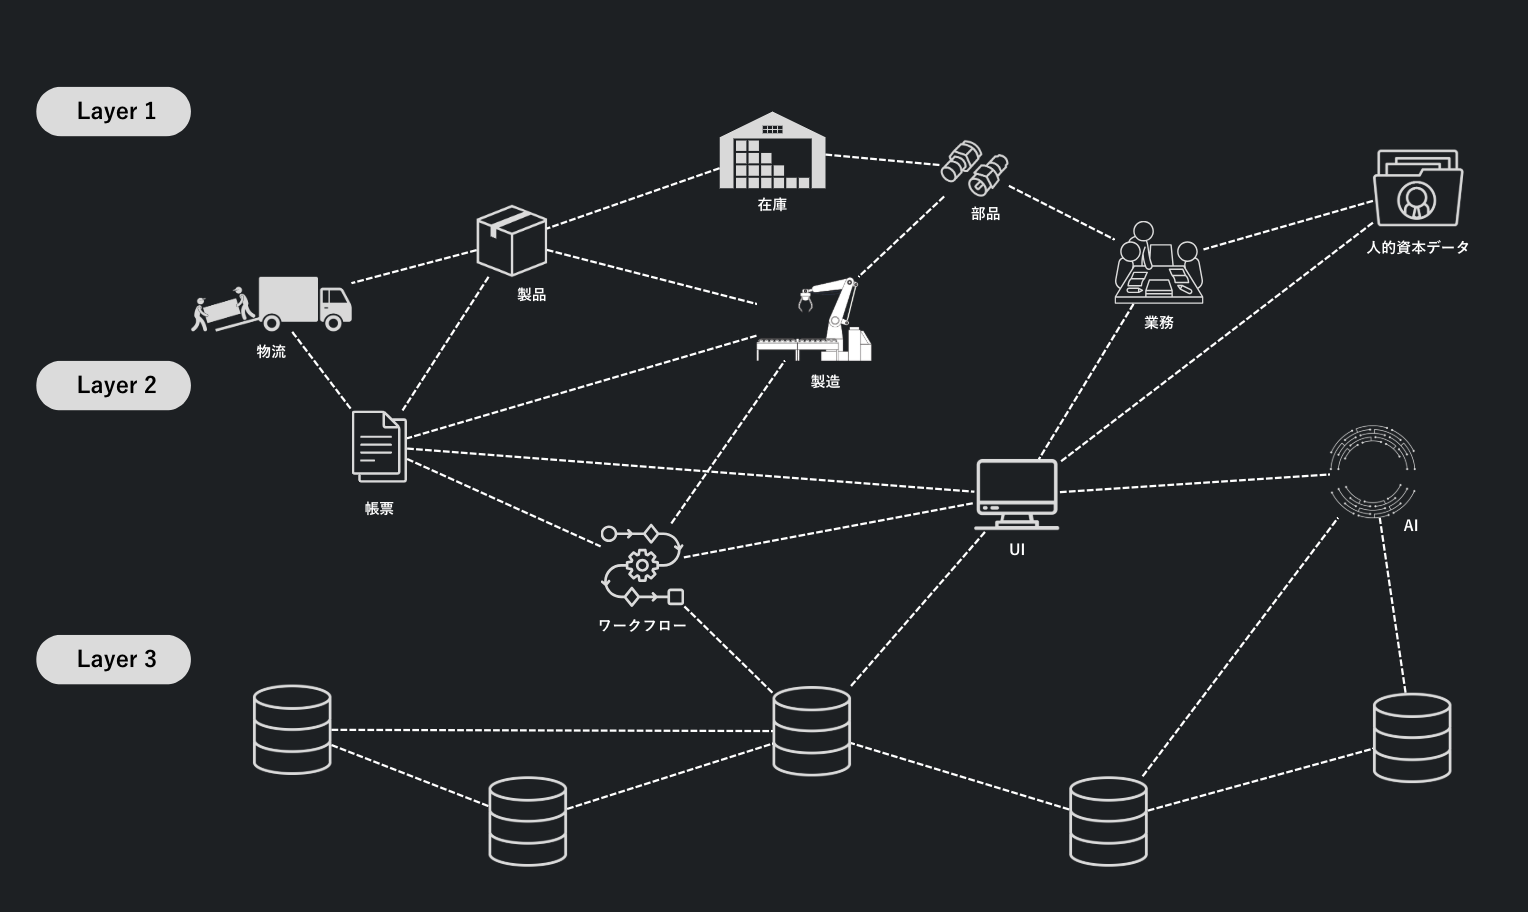 Layer 1
在庫
部品
人的資本データ
製品
業務
物流
製造
Layer 2
帳票
AI
UI
ワークフロー
Layer 3